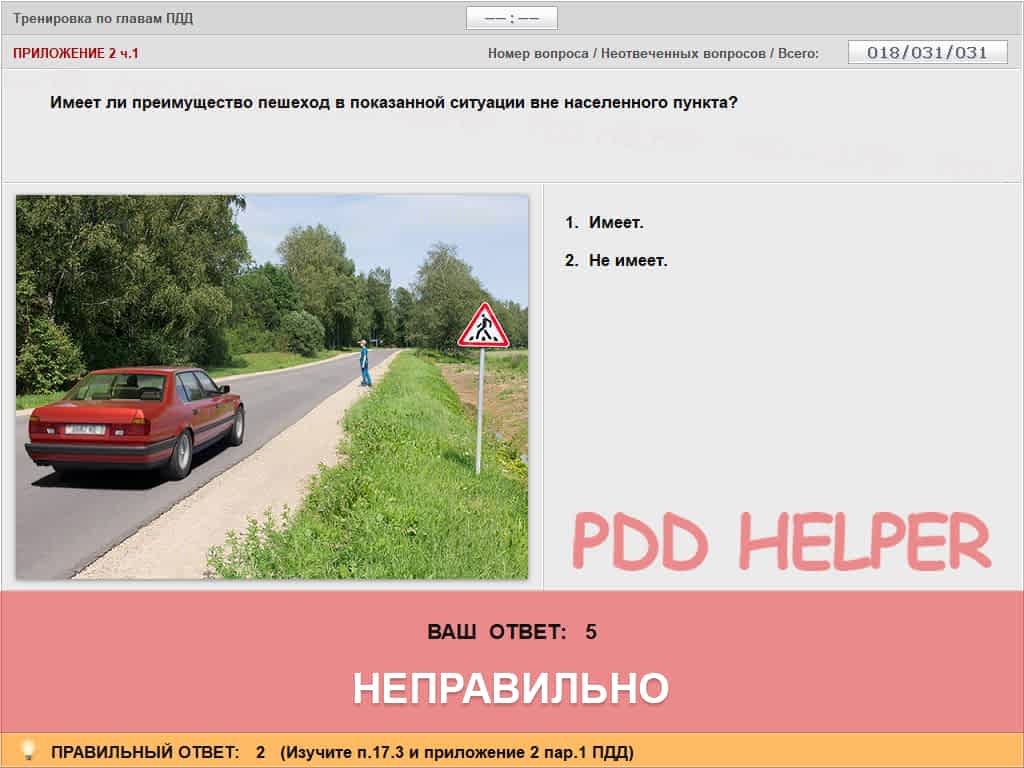 Тренировка по главам ПДД
—— : ——
ПРИЛОЖЕНИЕ 2 ч.1
Номер вопроса / Неотвеченных вопросов / Всего: 018/031/031
Имеет ли преимущество пешеход в показанной ситуации вне населенного пункта?
1. Имеет.
2. Не имеет.
PDD HELPER
ВАШ ОТВЕТ: 5
НЕПРАВИЛЬНО
ПРАВИЛЬНЫЙ ОТВЕТ: 2 (Изучите п.17.3 и приложение 2 пар.1 ПДД)